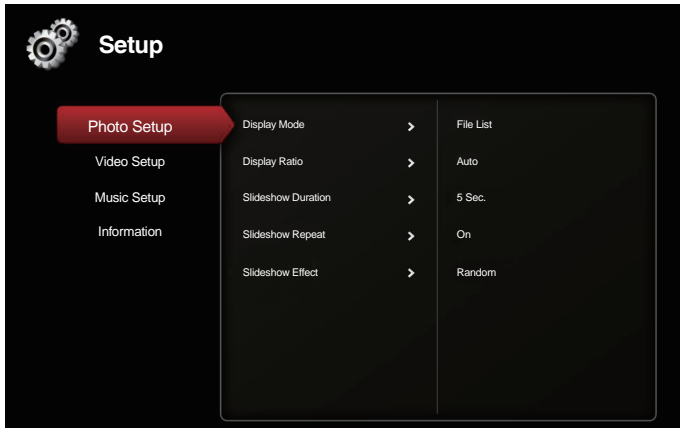 Setup
Photo Setup
Video Setup
Music Setup
Information
Display Mode > File List
Display Ratio > Auto
Slideshow Duration > 5 Sec.
Slideshow Repeat > On
Slideshow Effect > Random